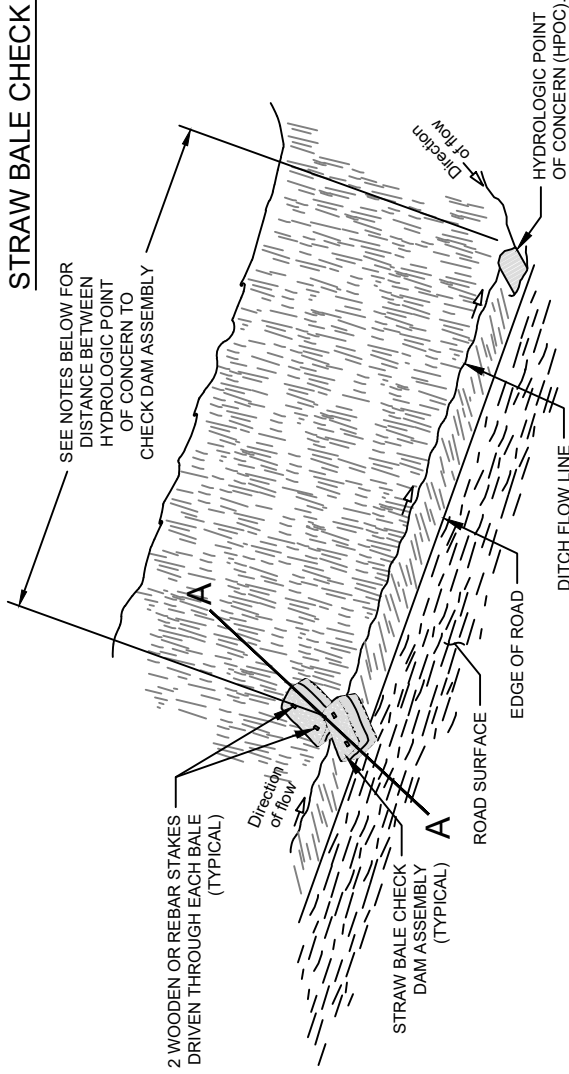 STRAW BALE CHECK
SEE NOTES BELOW FOR
DISTANCE BETWEEN
HYDROLOGIC POINT
OF CONCERN TO
CHECK DAM ASSEMBLY
2 WOODEN OR REBAR STAKES
DRIVEN THROUGH EACH BALE
(TYPICAL)
A
Direction
of flow
Direction
of flow
HYDROLOGIC POINT
OF CONCERN (HPOC).
A
STRAW BALE CHECK
DAM ASSEMBLY
(TYPICAL)
ROAD SURFACE
EDGE OF ROAD
DITCH FLOW LINE